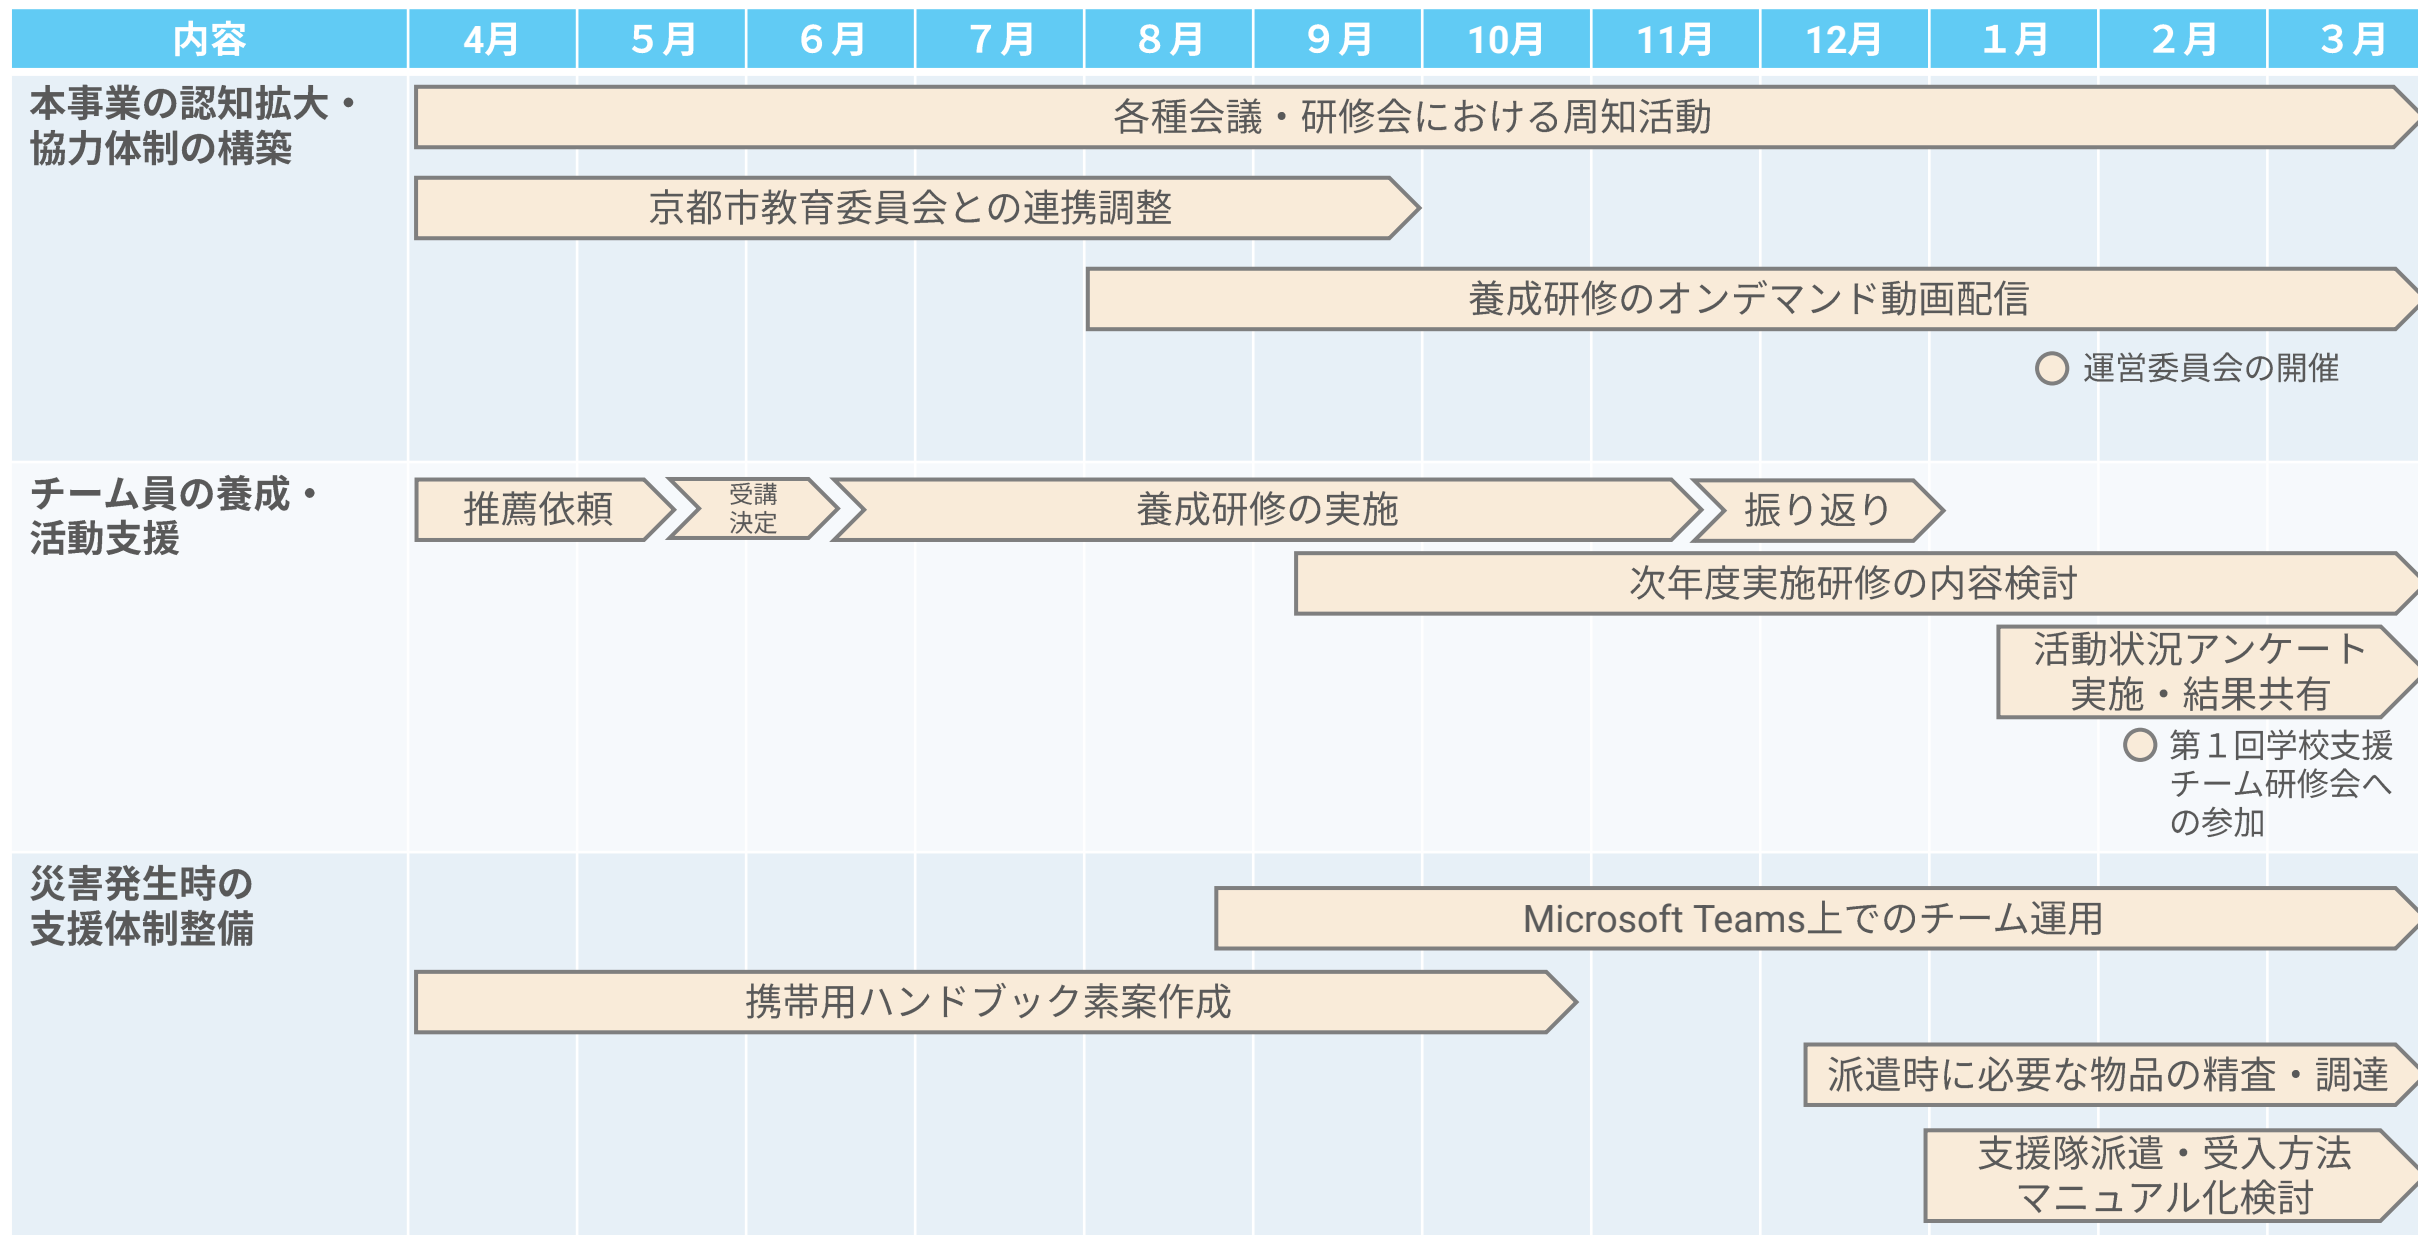 内容 4月 ５月 ６月 ７月 ８月 ９月 10月 11月 12月 １月 ２月 ３月
本事業の認知拡大・
協力体制の構築
各種会議・研修会における周知活動
京都市教育委員会との連携調整
養成研修のオンデマンド動画配信
運営委員会の開催
チーム員の養成・
活動支援
推薦依頼
受講
決定
養成研修の実施
振り返り
次年度実施研修の内容検討
活動状況アンケート
実施・結果共有
第１回学校支援
チーム研修会へ
の参加
災害発生時の
支援体制整備
Microsoft Teams上でのチーム運用
携帯用ハンドブック素案作成
派遣時に必要な物品の精査・調達
支援隊派遣・受入方法
マニュアル化検討